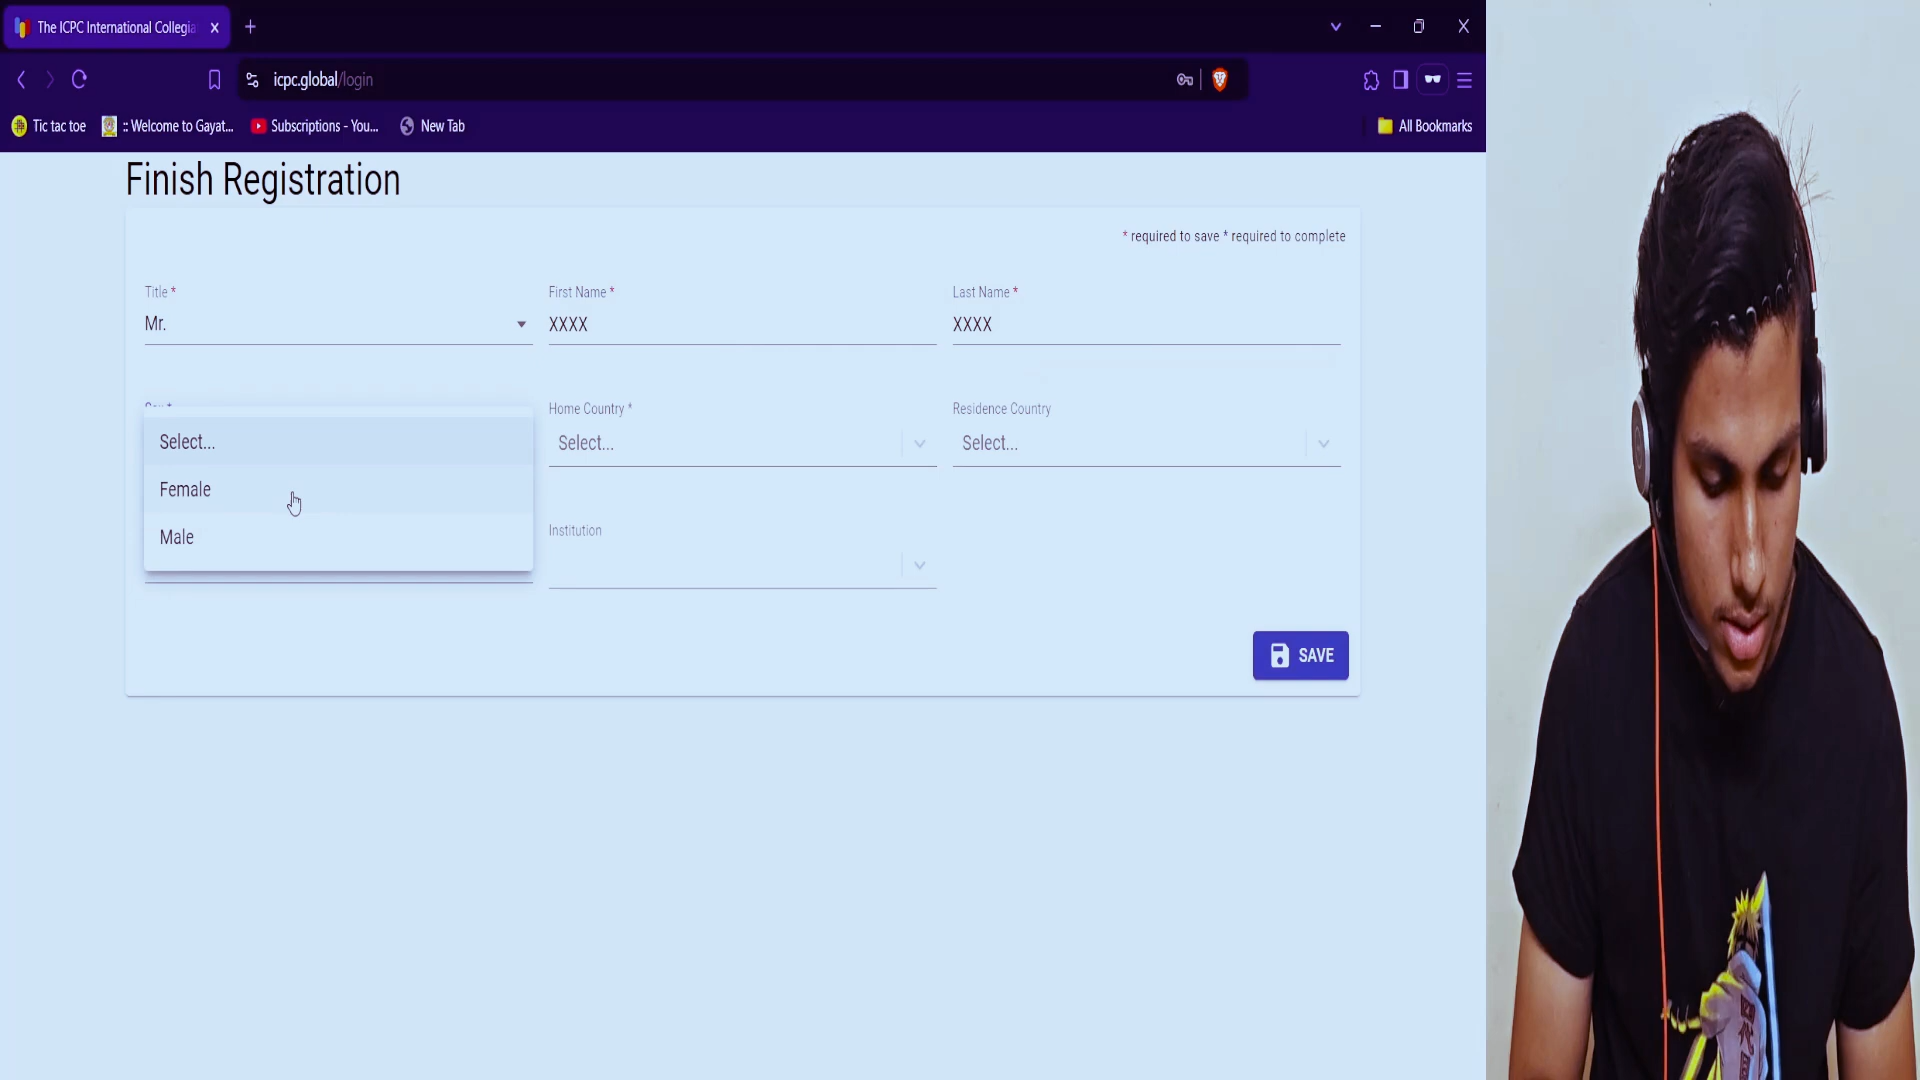 The ICPC International Collegia
icpc.global/login
Tic tac toe
:: Welcome to Gayat...
Subscriptions - You...
New Tab
All Bookmarks
Finish Registration
* required to save * required to complete
Title *
First Name *
Last Name *
Mr.
XXXX
XXXX
Home Country *
Residence Country
Select...
Select...
Select...
Female
Male
Institution
SAVE